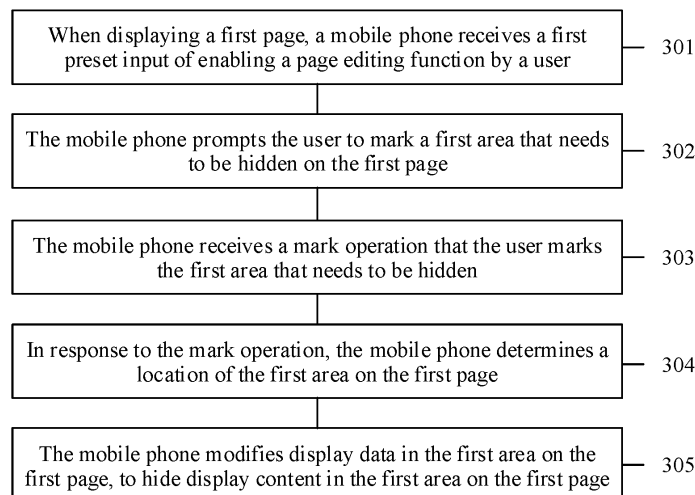 When displaying a first page, a mobile phone receives a first
preset input of enabling a page editing function by a user
301
The mobile phone prompts the user to mark a first area that needs
to be hidden on the first page
302
The mobile phone receives a mark operation that the user marks
the first area that needs to be hidden
303
In response to the mark operation, the mobile phone determines a
location of the first area on the first page
304
The mobile phone modifies display data in the first area on the
first page, to hide display content in the first area on the first page
305